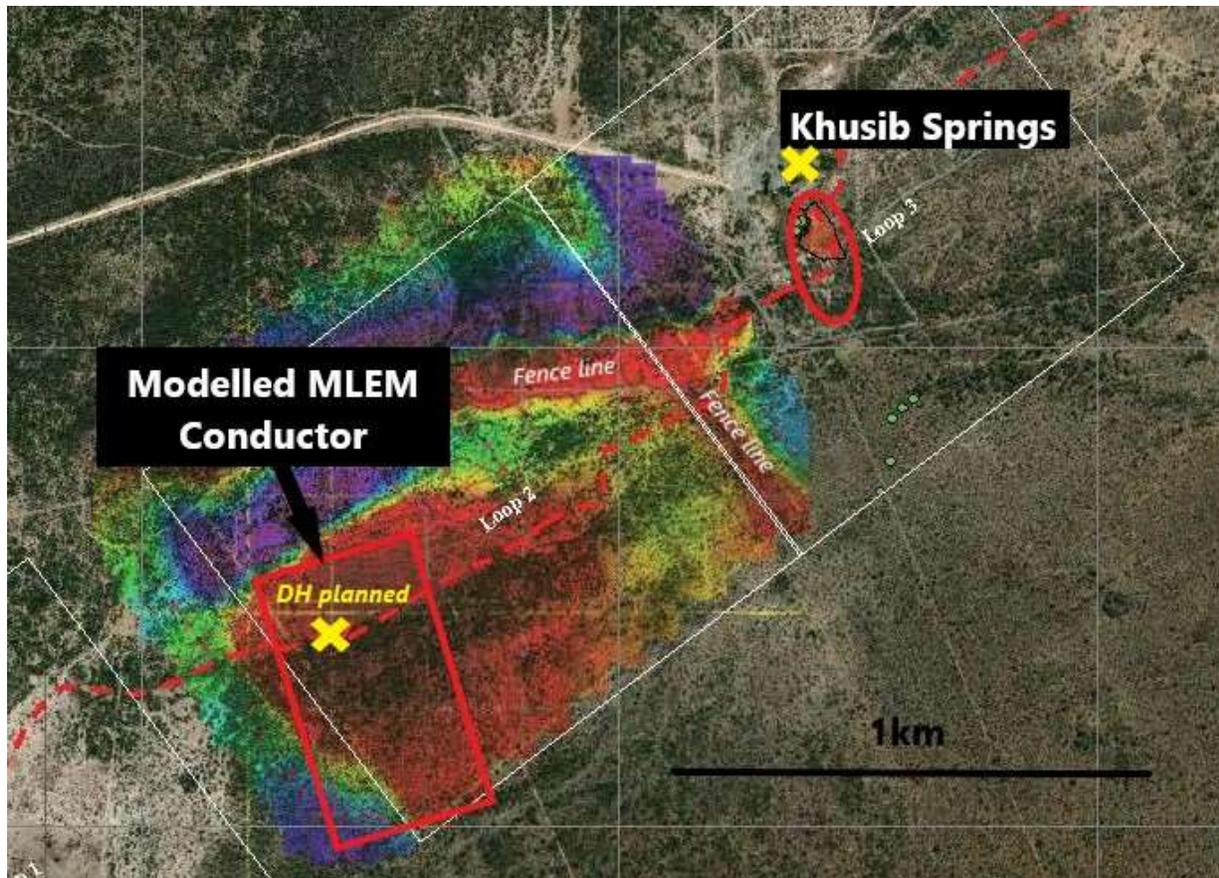 Khusib Springs
Loop 3
Fence line
Modelled MLEM
Conductor
Fence line
Loop 2
DH planned
1km